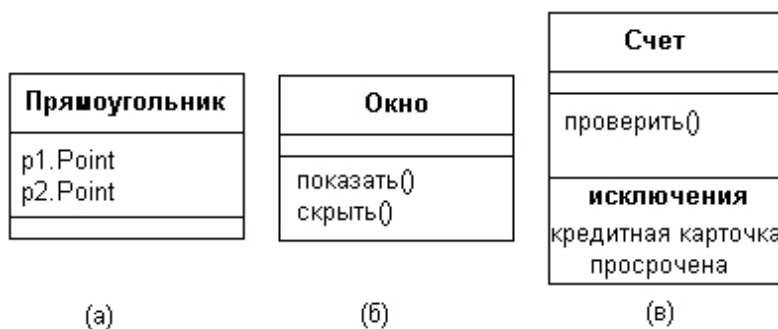 Прямоугольник
p1.Point
p2.Point
(а)
Окно
показать()
скрыть()
(б)
Счет
проверить()
исключения
кредитная карточка
просрочена
(в)